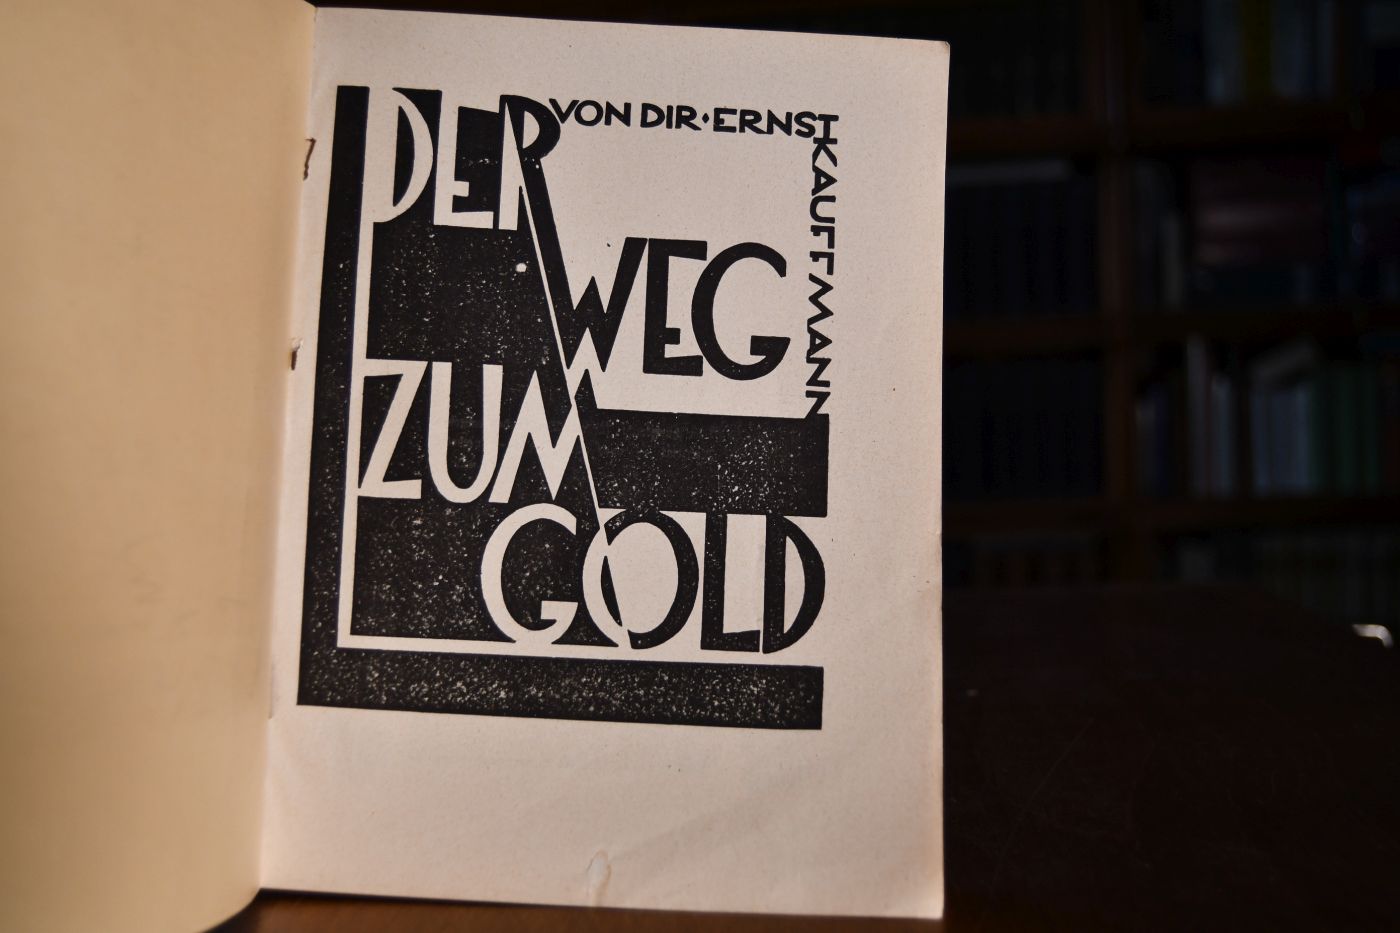 DER
VON DIR·ERNST
KAUFFMANN
WEG
ZUM
GOLD